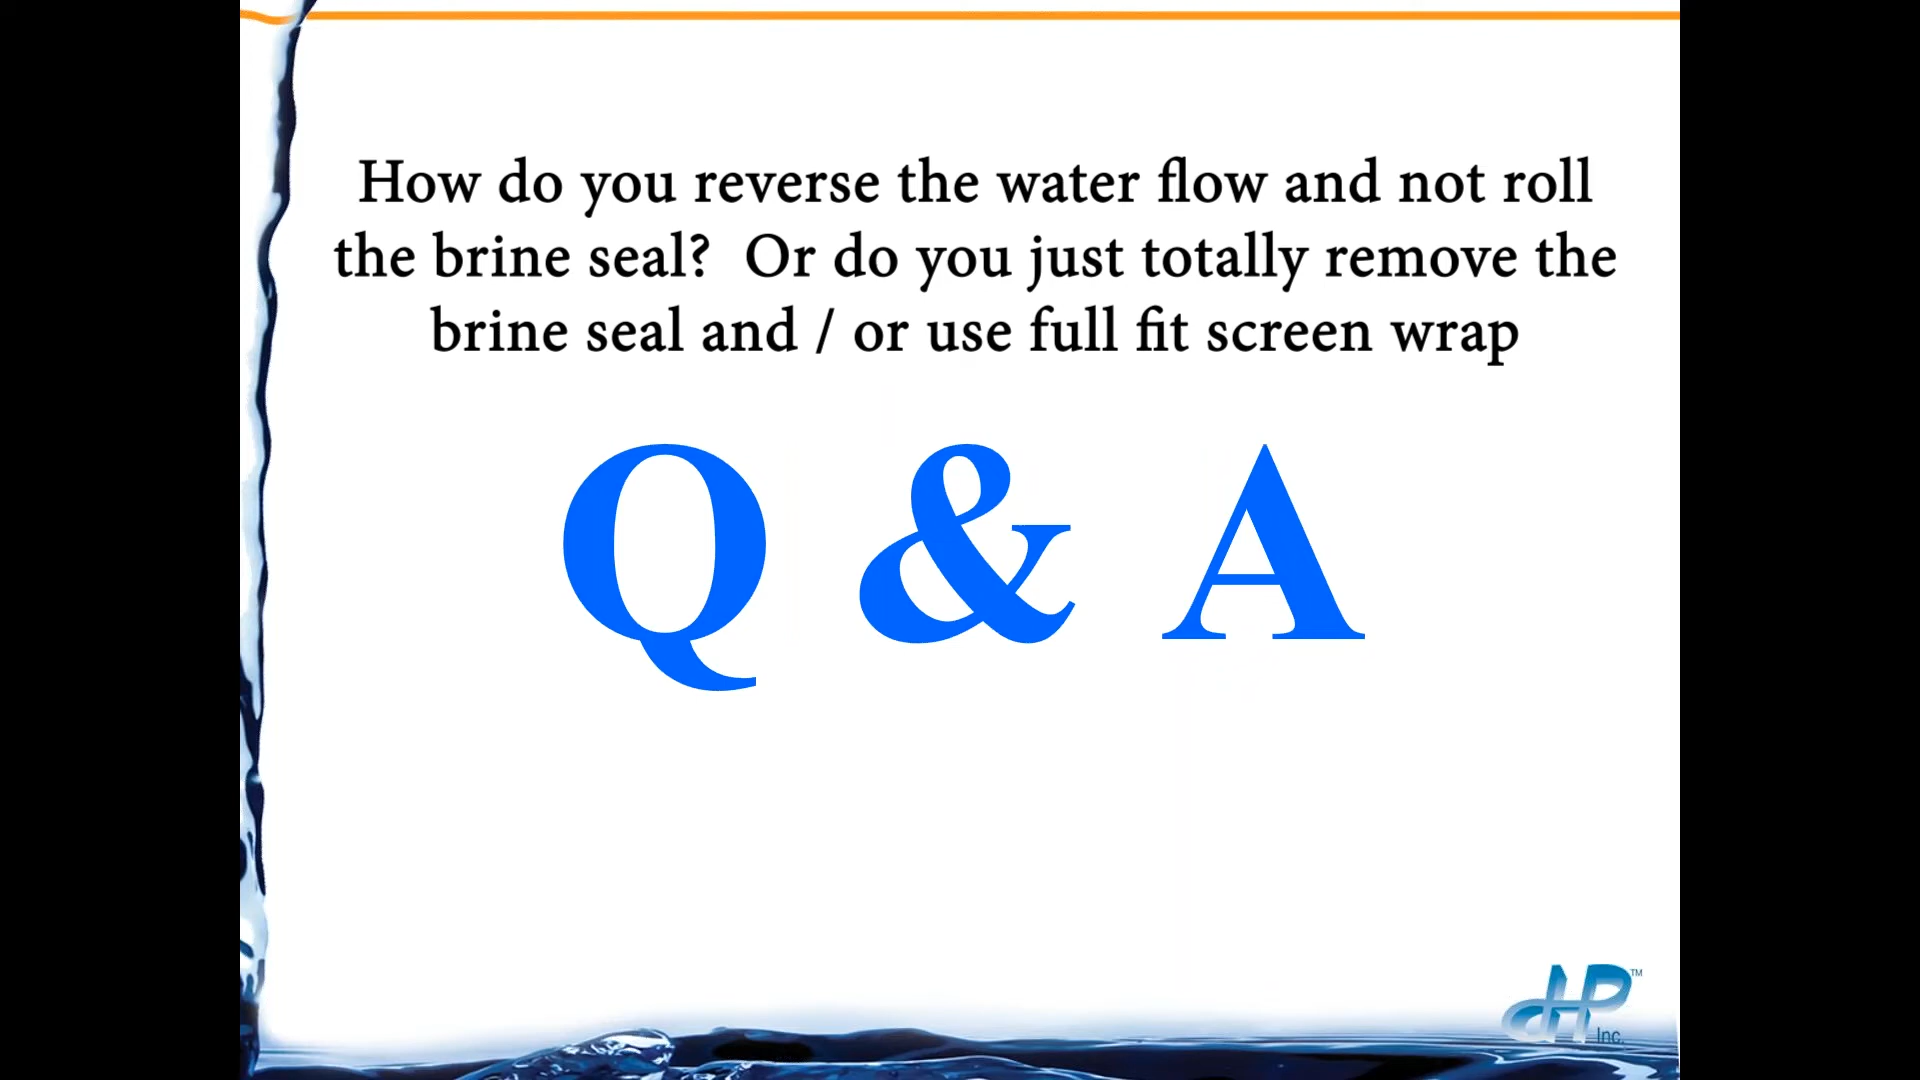 How do you reverse the water flow and not roll
the brine seal?  Or do you just totally remove the
brine seal and / or use full fit screen wrap
Q & A
HP™
Inc.